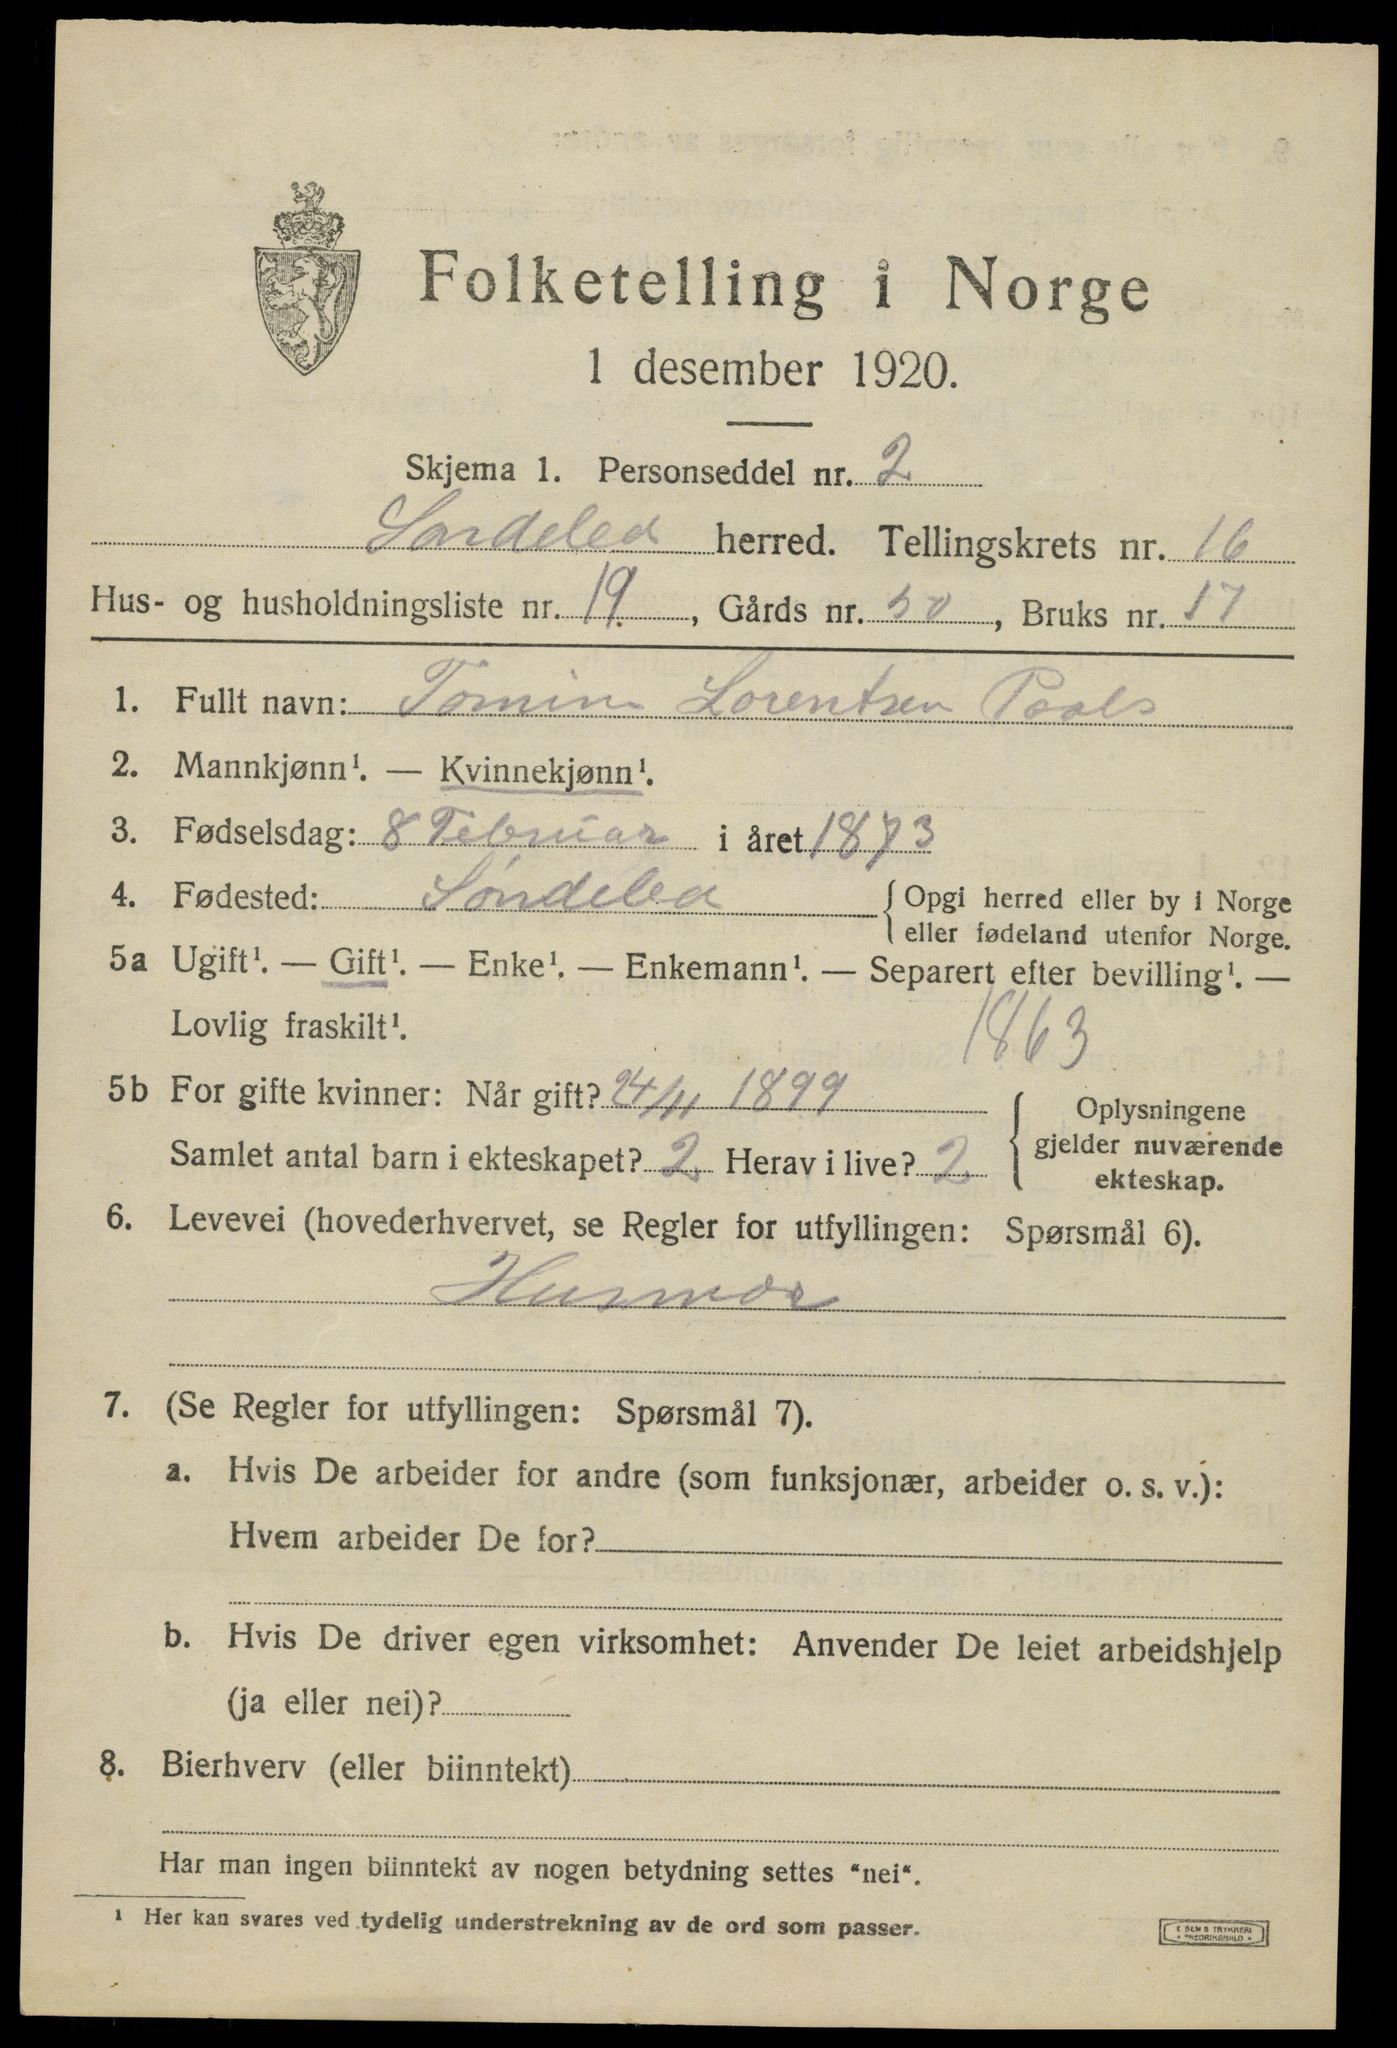 Folketelling i Norge
1 desember 1920.
Skjema 1. Personseddel nr. 2
Søndeled herred. Tellingskrets nr. 16
Hus- og husholdningsliste nr. 19, Gårds nr. 50, Bruks nr. 17
1. Fullt navn: Tomine Lorentsen Paals
2. Mannkjønn¹. — Kvinnekjønn¹.
3. Fødselsdag: 8 Februar i året 1873
4. Fødested: Søndeled {Opgi herred eller by i Norge
eller fødeland utenfor Norge.
5a Ugift¹. — Gift¹. — Enke¹. — Enkemann¹. — Separert efter bevilling¹. —
Lovlig fraskilt¹. 1863
5b For gifte kvinner: Når gift? 24/11 1899
Samlet antal barn i ekteskapet? 2 Herav i live? 2
Oplysningene
gjelder nuværende
ekteskap.
6. Levevei (hovederhvervet, se Regler for utfyllingen: Spørsmål 6).
Husmor
7. (Se Regler for utfyllingen: Spørsmål 7).
a. Hvis De arbeider for andre (som funksjonær, arbeider o. s. v.):
Hvem arbeider De for?
b. Hvis De driver egen virksomhet: Anvender De leiet arbeidshjelp
(ja eller nei)?
8. Bierhverv (eller biinntekt)
Har man ingen biinntekt av nogen betydning settes "nei".
¹ Her kan svares ved tydelig understrekning av de ord som passer.
E SEM S TRYKKERI
FREDRIKSHALD